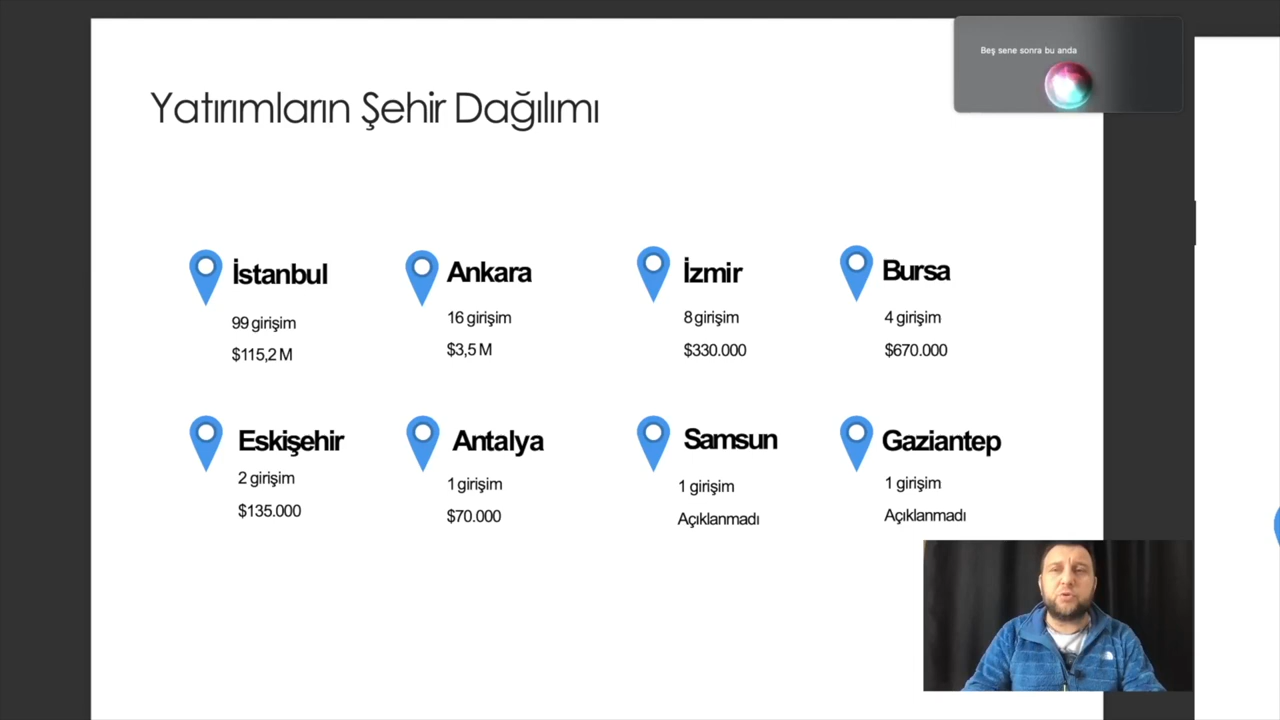 Beş sene sonra bu anda
Yatırımların Şehir Dağılımı
İstanbul
99 girişim
$115,2 M
Ankara
16 girişim
$3,5 M
İzmir
8 girişim
$330.000
Bursa
4 girişim
$670.000
Eskişehir
2 girişim
$135.000
Antalya
1 girişim
$70.000
Samsun
1 girişim
Açıklanmadı
Gaziantep
1 girişim
Açıklanmadı